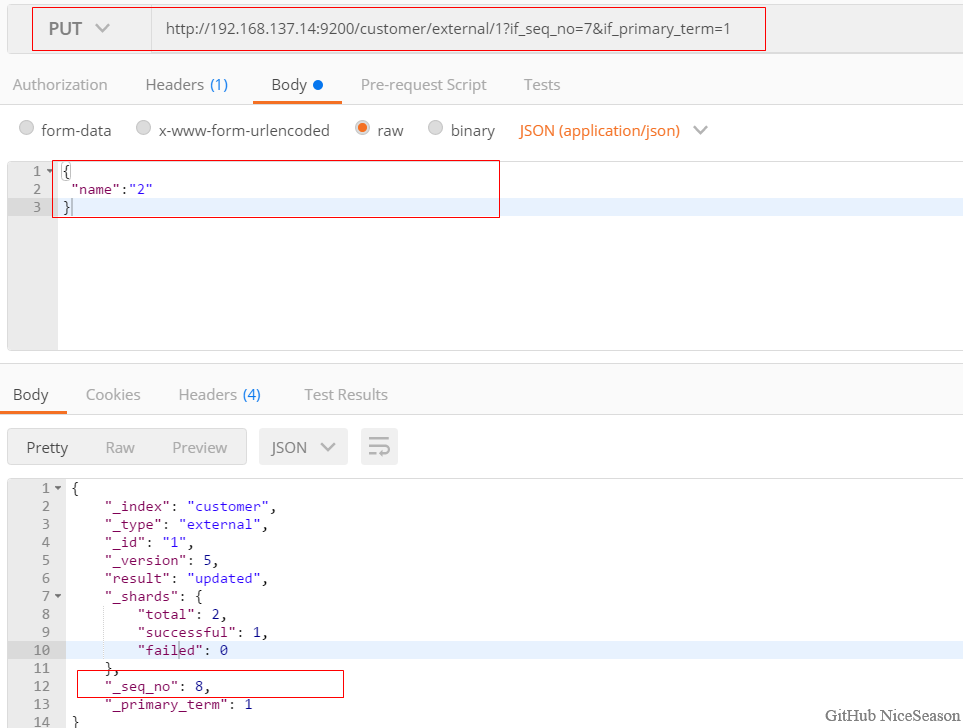 PUT http://192.168.137.14:9200/customer/external/1?if_seq_no=7&if_primary_term=1
Authorization Headers (1) Body Pre-request Script Tests
form-data x-www-form-urlencoded raw binary JSON (application/json)
1 {
2 "name":"2"
3 }
Body Cookies Headers (4) Test Results
Pretty Raw Preview JSON
1 {
2 "_index": "customer",
3 "_type": "external",
4 "_id": "1",
5 "_version": 5,
6 "result": "updated",
7 "_shards": {
8 "total": 2,
9 "successful": 1,
10 "failed": 0
11 },
12 "_seq_no": 8,
13 "_primary_term": 1
14 }
GitHub NiceSeason